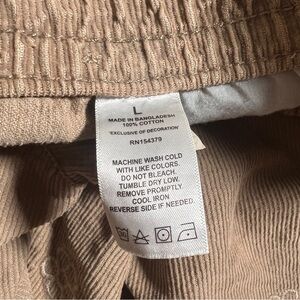 L
MADE IN BANGLADESH
100% COTTON
*EXCLUSIVE OF DECORATION*
RN154379
MACHINE WASH COLD
WITH LIKE COLORS.
DO NOT BLEACH.
TUMBLE DRY LOW.
REMOVE PROMPTLY.
COOL IRON
REVERSE SIDE IF NEEDED.